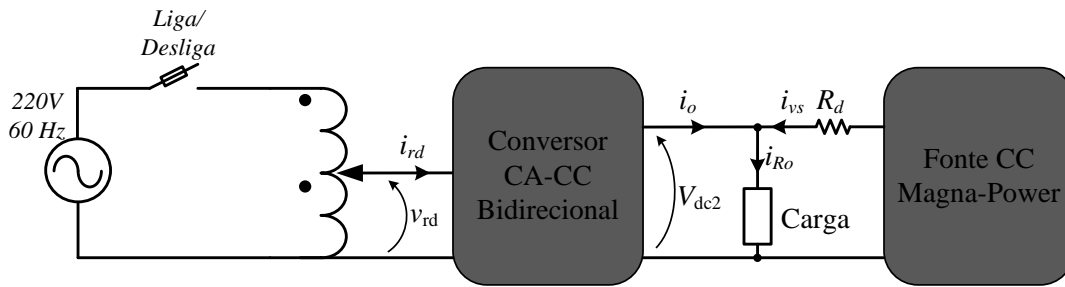 Liga/
Desliga
220V
60 Hz
i_rd
v_rd
Conversor
CA-CC
Bidirecional
i_o
V_dc2
i_vs
R_d
i_Ro
Carga
Fonte CC
Magna-Power